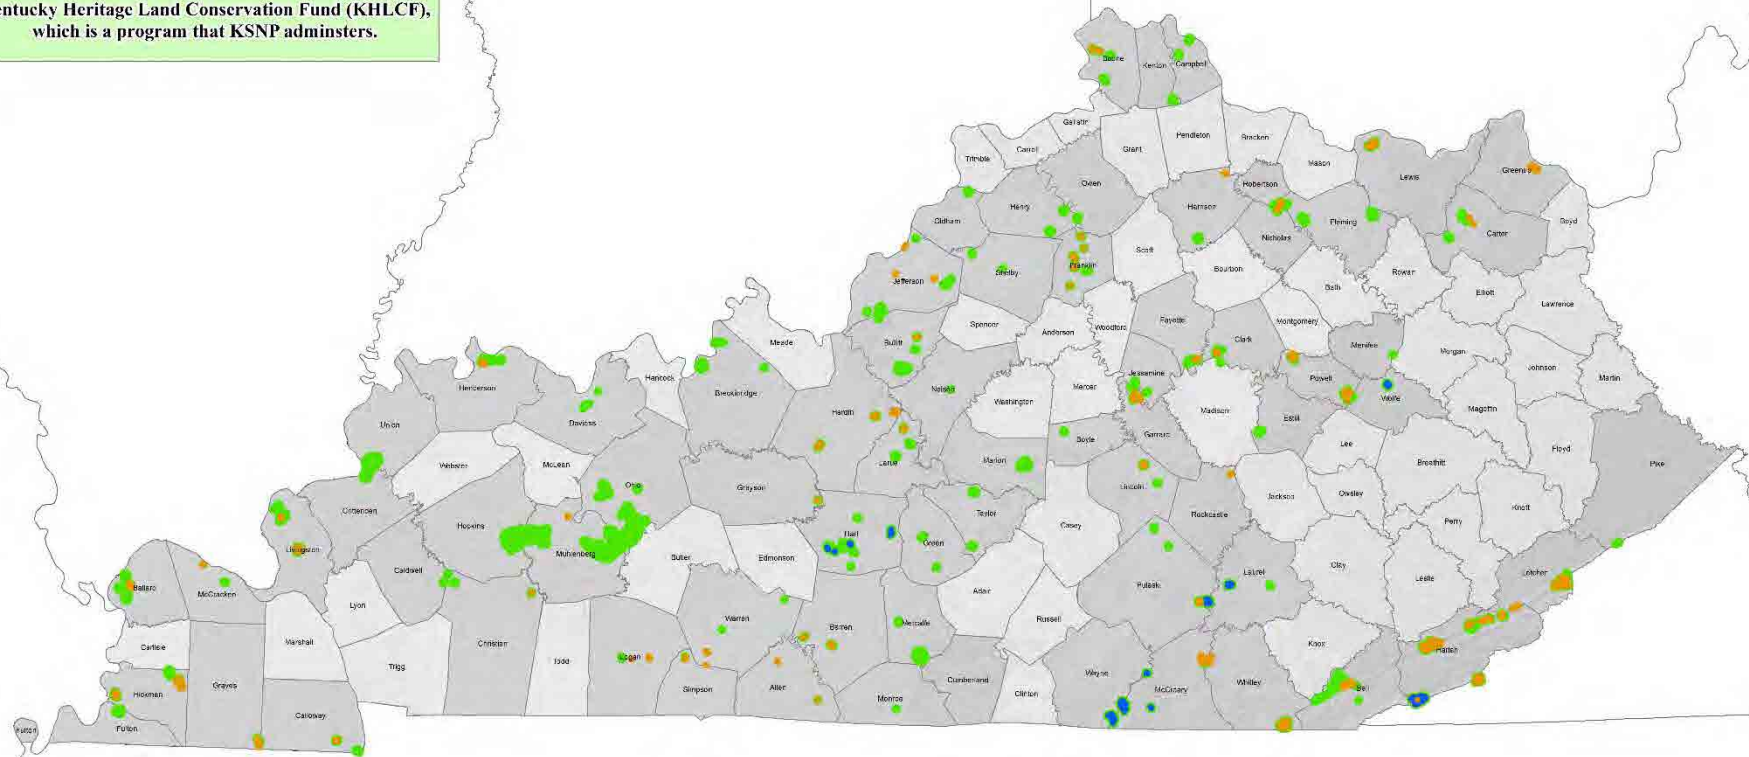 entucky Heritage Land Conservation Fund (KHLCF),
which is a program that KSNP adminsters.
Boone
Kenton
Campbell
Gallatin
Carroll
Trimble
Grant
Pendleton
Bracken
Mason
Owen
Robertson
Lewis
Greenup
Henry
Oldham
Harrison
Fleming
Nicholas
Carter
Boyd
Scott
Franklin
Shelby
Jefferson
Bourbon
Bath
Rowan
Elliott
Lawrence
Spencer
Anderson
Woodford
Fayette
Montgomery
Clark
Menifee
Morgan
Meade
Bullitt
Johnson
Martin
Hancock
Henderson
Breckinridge
Nelson
Mercer
Jessamine
Powell
Wolfe
Washington
Madison
Magoffin
Hardin
Daviess
Union
Estill
Boyle
Garrard
Lee
Floyd
Breathitt
Pike
Webster
McLean
Larue
Marion
Ohio
Grayson
Lincoln
Jackson
Owsley
Knott
Perry
Crittenden
Hopkins
Taylor
Casey
Rockcastle
Hart
Green
Livingston
Muhlenberg
Butler
Edmonson
Caldwell
Clay
Leslie
Letcher
Laurel
Pulaski
Ballard
McCracken
Lyon
Adair
Russell
Warren
Barren
Metcalfe
Marshall
Christian
Carlisle
Knox
Harlan
Todd
Logan
Trigg
Graves
Hickman
Simpson
Allen
Monroe
Cumberland
Clinton
Wayne
McCreary
Whitley
Bell
Calloway
Fulton
Fulton